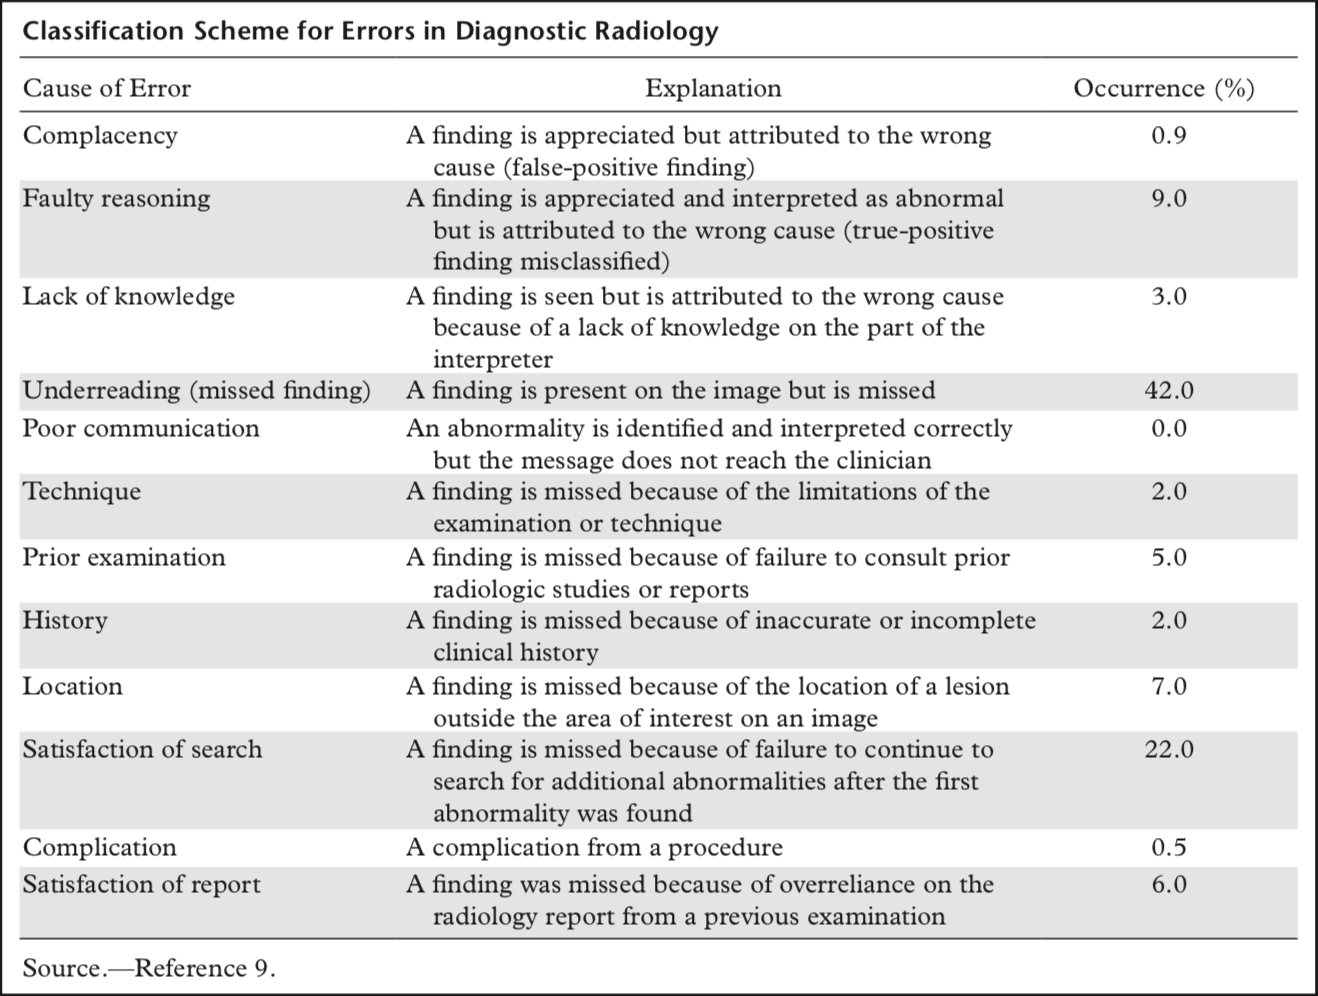 Classification Scheme for Errors in Diagnostic Radiology
Cause of Error Explanation Occurrence (%)
Complacency A finding is appreciated but attributed to the wrong 0.9
cause (false-positive finding)
Faulty reasoning A finding is appreciated and interpreted as abnormal 9.0
but is attributed to the wrong cause (true-positive
finding misclassified)
Lack of knowledge A finding is seen but is attributed to the wrong cause 3.0
because of a lack of knowledge on the part of the
interpreter
Underreading (missed finding) A finding is present on the image but is missed 42.0
Poor communication An abnormality is identified and interpreted correctly 0.0
but the message does not reach the clinician
Technique A finding is missed because of the limitations of the 2.0
examination or technique
Prior examination A finding is missed because of failure to consult prior 5.0
radiologic studies or reports
History A finding is missed because of inaccurate or incomplete 2.0
clinical history
Location A finding is missed because of the location of a lesion 7.0
outside the area of interest on an image
Satisfaction of search A finding is missed because of failure to continue to 22.0
search for additional abnormalities after the first
abnormality was found
Complication A complication from a procedure 0.5
Satisfaction of report A finding was missed because of overreliance on the 6.0
radiology report from a previous examination
Source.—Reference 9.